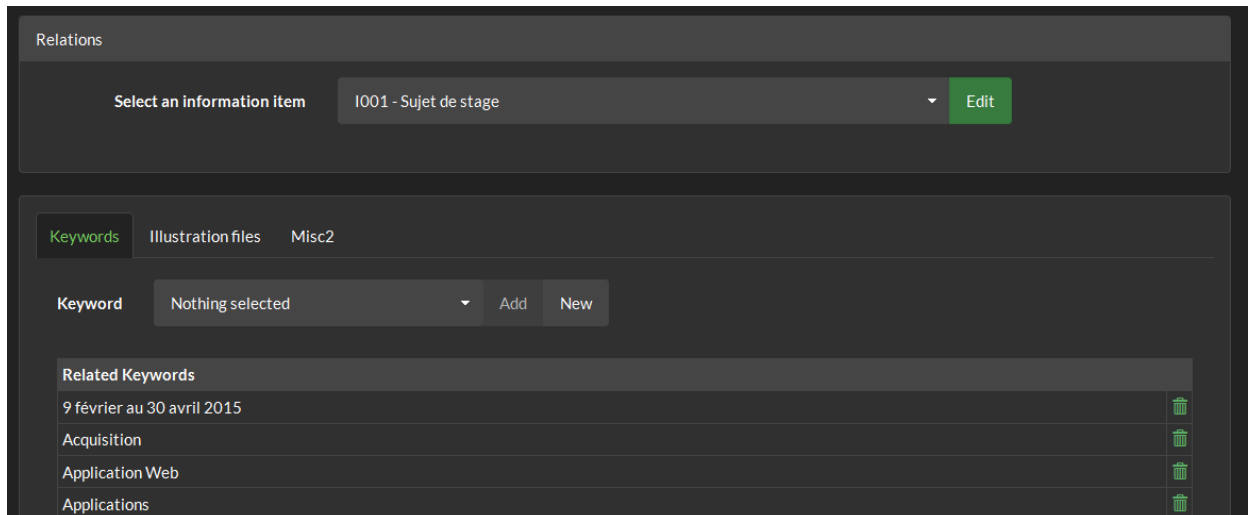 Relations
Select an information item I001 - Sujet de stage Edit
Keywords Illustration files Misc2
Keyword Nothing selected Add New
Related Keywords
9 février au 30 avril 2015
Acquisition
Application Web
Applications